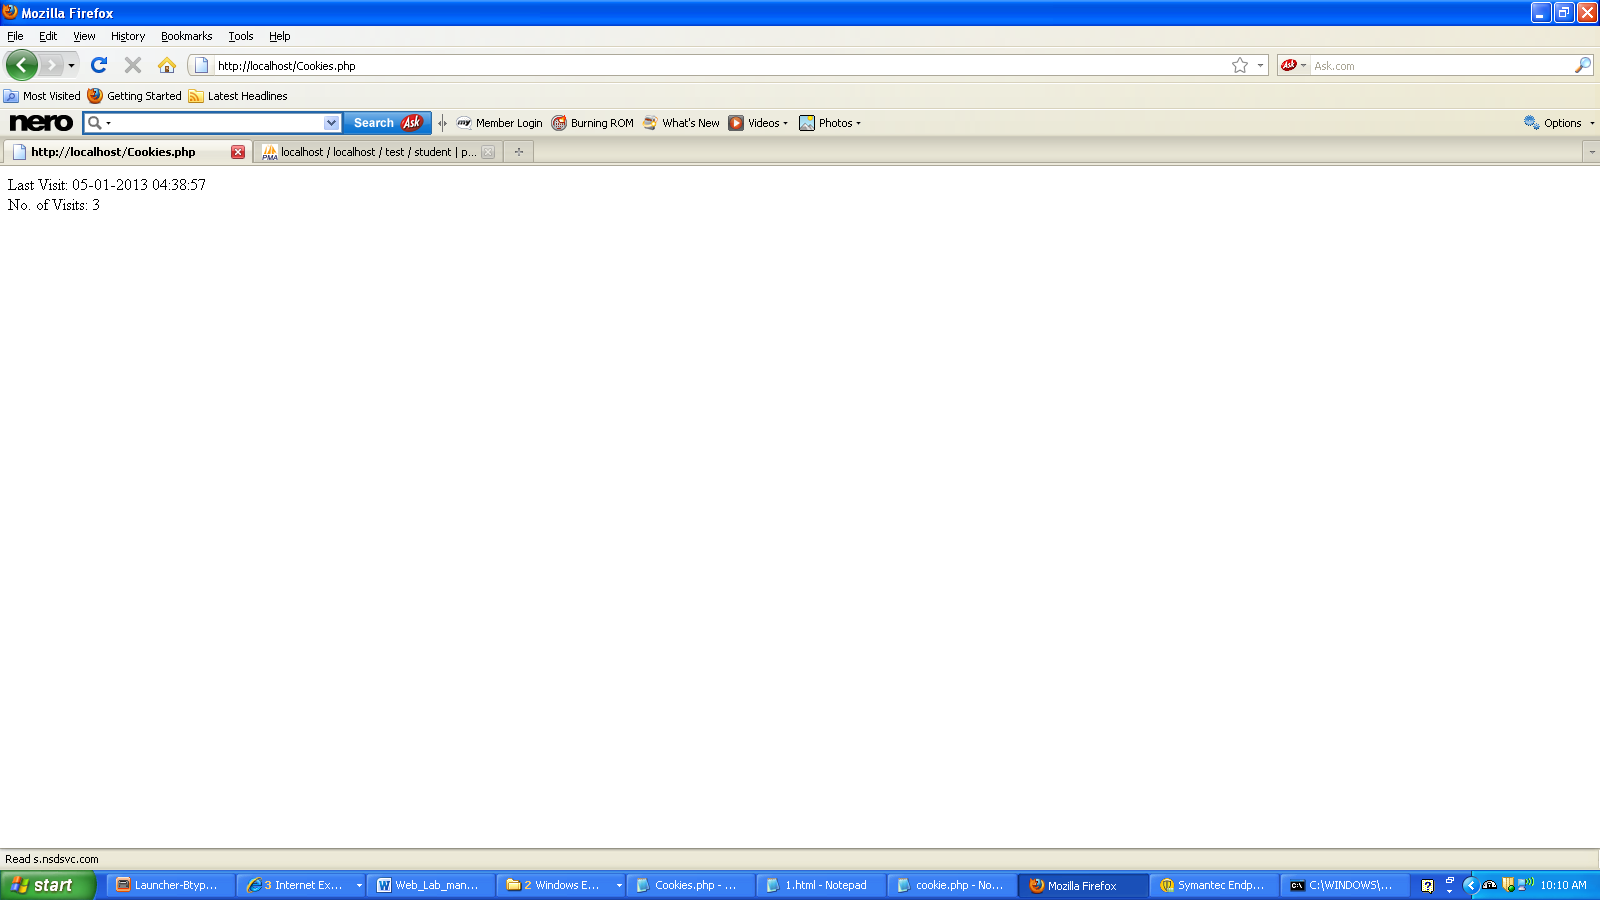 Mozilla Firefox
File Edit View History Bookmarks Tools Help
http://localhost/Cookies.php Ask Ask.com
Most Visited Getting Started Latest Headlines
nero Search Ask my Member Login Burning ROM What's New Videos Photos Options
http://localhost/Cookies.php PMA localhost / localhost / test / student | p...
Last Visit: 05-01-2013 04:38:57
No. of Visits: 3
Read s.nsdsvc.com
start Launcher-Btyp... 3 Internet Ex... Web_Lab_man... 2 Windows E... Cookies.php - ... 1.html - Notepad cookie.php - No... Mozilla Firefox Symantec Endp... C:\WINDOWS\... 10:10 AM